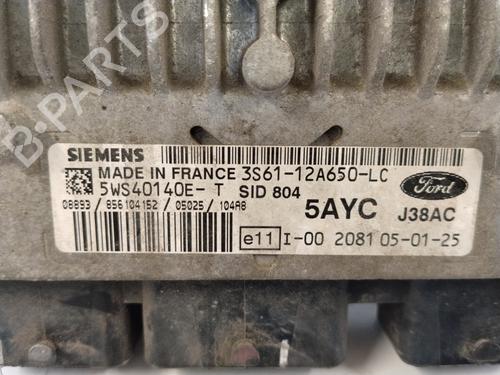 B-PARTS
SIEMENS
MADE IN FRANCE 3S61-12A650-LC
5WS40140E- T SID 804
08893 / 856104152 / 05025 / 104A8
Ford
5AYC J38AC
e11 I-00 2081 05-01-25